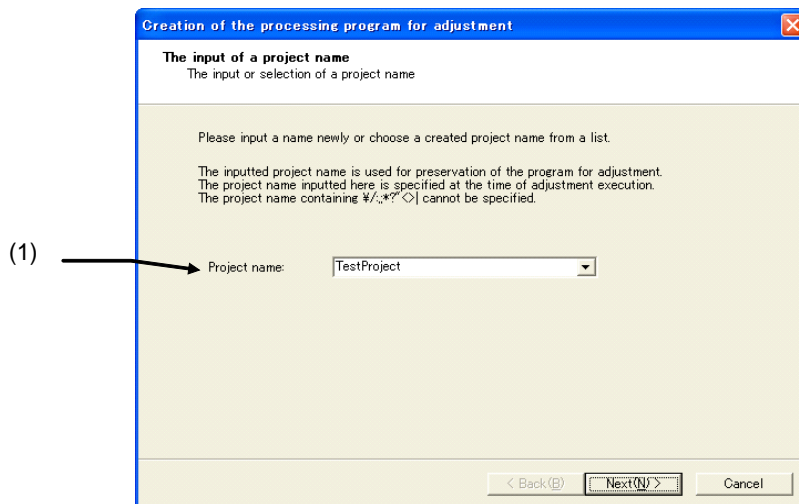 Creation of the processing program for adjustment
The input of a project name
The input or selection of a project name
Please input a name newly or choose a created project name from a list.
The inputted project name is used for preservation of the program for adjustment.
The project name inputted here is specified at the time of adjustment execution.
The project name containing ¥/:;*?"<>| cannot be specified.
(1)
Project name:
TestProject
< Back(B)
Next(N) >
Cancel